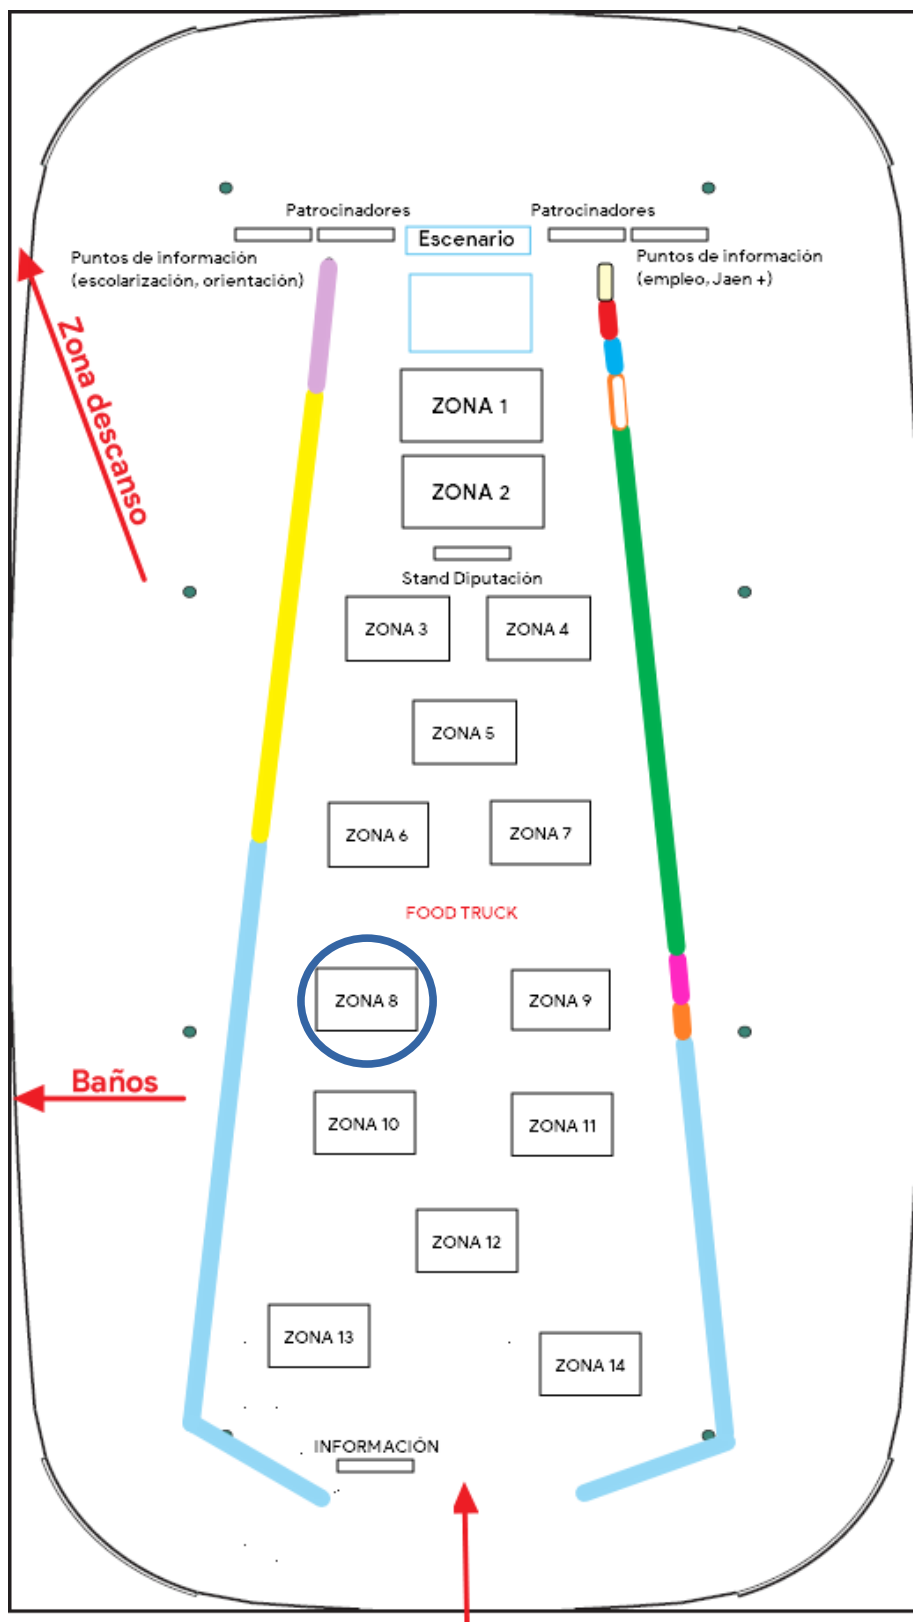 Patrocinadores
Patrocinadores
Escenario
Puntos de información
(escolarización, orientación)
Puntos de información
(empleo, Jaen +)
Zona descanso
ZONA 1
ZONA 2
Stand Diputación
ZONA 3
ZONA 4
ZONA 5
ZONA 6
ZONA 7
FOOD TRUCK
ZONA 8
ZONA 9
Baños
ZONA 10
ZONA 11
ZONA 12
ZONA 13
ZONA 14
INFORMACIÓN